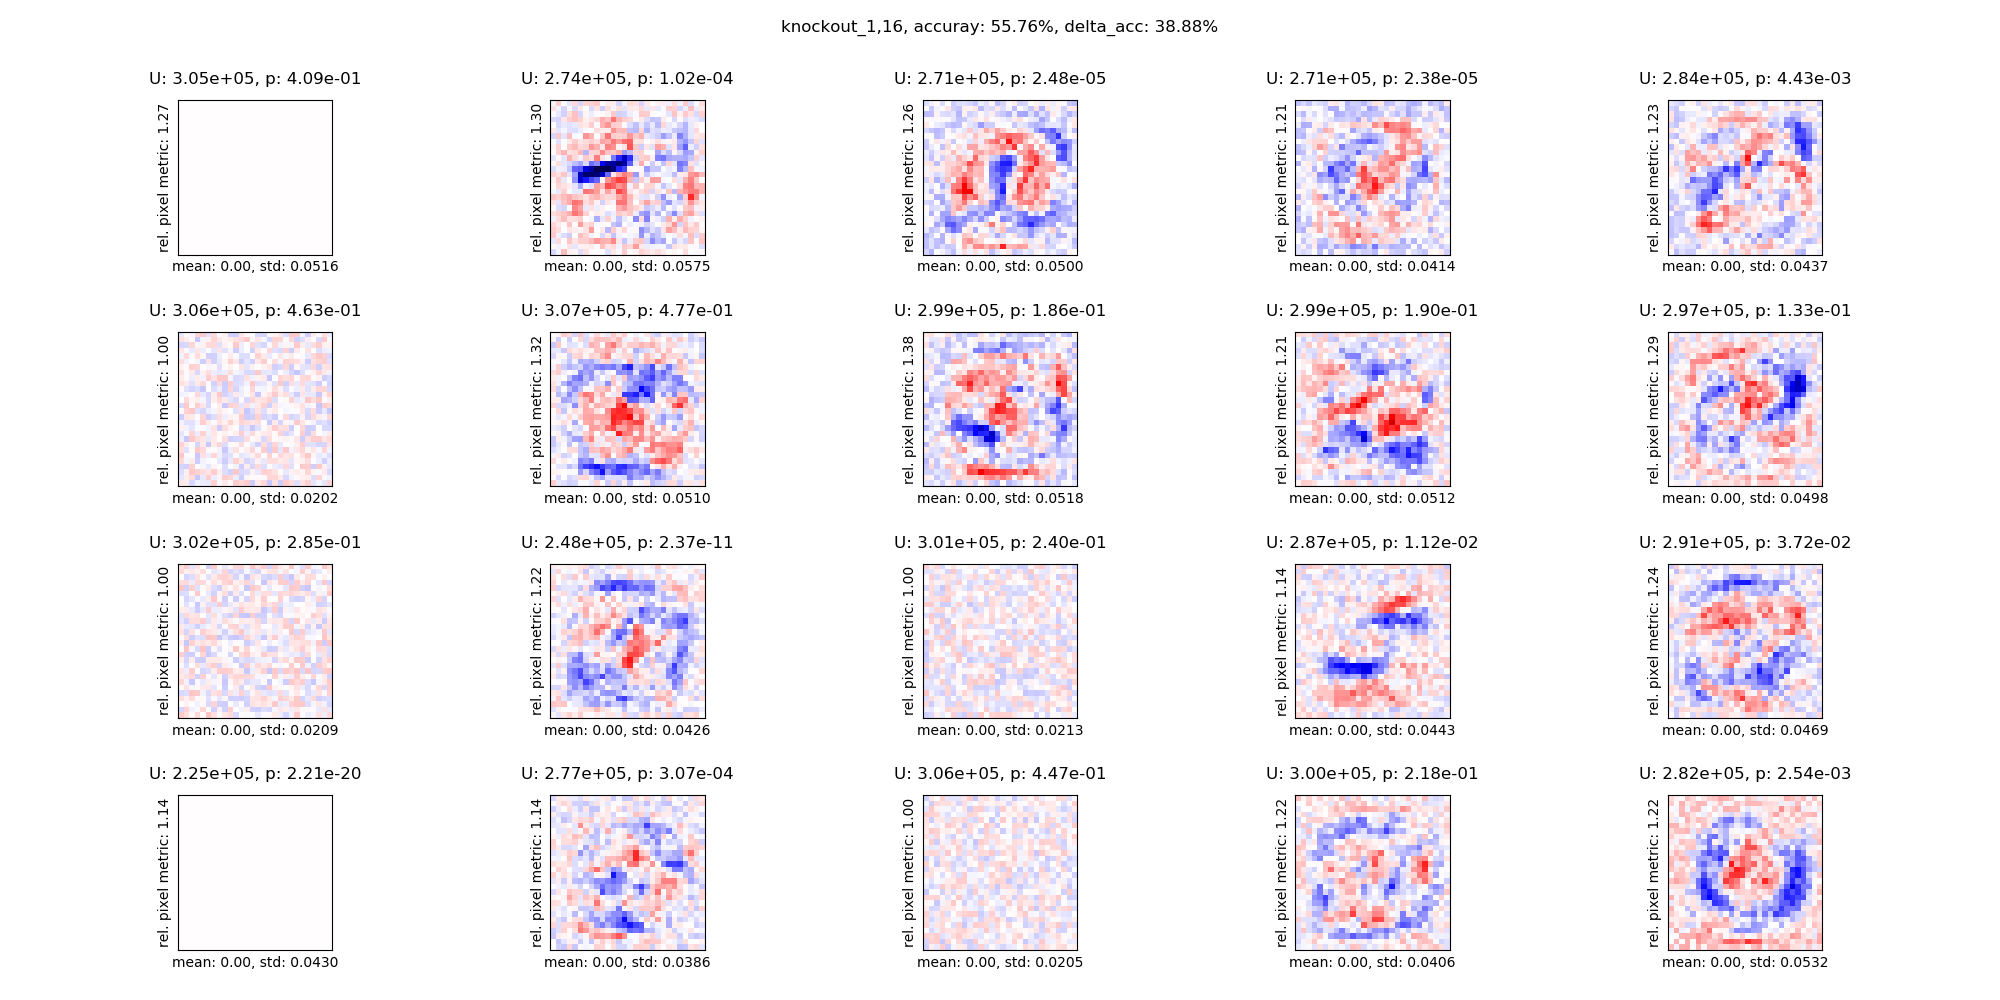 knockout_1,16, accuray: 55.76%, delta_acc: 38.88%
U: 3.05e+05, p: 4.09e-01
rel. pixel metric: 1.27
mean: 0.00, std: 0.0516
U: 2.74e+05, p: 1.02e-04
rel. pixel metric: 1.30
mean: 0.00, std: 0.0575
U: 2.71e+05, p: 2.48e-05
rel. pixel metric: 1.26
mean: 0.00, std: 0.0500
U: 2.71e+05, p: 2.38e-05
rel. pixel metric: 1.21
mean: 0.00, std: 0.0414
U: 2.84e+05, p: 4.43e-03
rel. pixel metric: 1.23
mean: 0.00, std: 0.0437
U: 3.06e+05, p: 4.63e-01
rel. pixel metric: 1.00
mean: 0.00, std: 0.0202
U: 3.07e+05, p: 4.77e-01
rel. pixel metric: 1.32
mean: 0.00, std: 0.0510
U: 2.99e+05, p: 1.86e-01
rel. pixel metric: 1.38
mean: 0.00, std: 0.0518
U: 2.99e+05, p: 1.90e-01
rel. pixel metric: 1.21
mean: 0.00, std: 0.0512
U: 2.97e+05, p: 1.33e-01
rel. pixel metric: 1.29
mean: 0.00, std: 0.0498
U: 3.02e+05, p: 2.85e-01
rel. pixel metric: 1.00
mean: 0.00, std: 0.0209
U: 2.48e+05, p: 2.37e-11
rel. pixel metric: 1.22
mean: 0.00, std: 0.0426
U: 3.01e+05, p: 2.40e-01
rel. pixel metric: 1.00
mean: 0.00, std: 0.0213
U: 2.87e+05, p: 1.12e-02
rel. pixel metric: 1.14
mean: 0.00, std: 0.0443
U: 2.91e+05, p: 3.72e-02
rel. pixel metric: 1.24
mean: 0.00, std: 0.0469
U: 2.25e+05, p: 2.21e-20
rel. pixel metric: 1.14
mean: 0.00, std: 0.0430
U: 2.77e+05, p: 3.07e-04
rel. pixel metric: 1.14
mean: 0.00, std: 0.0386
U: 3.06e+05, p: 4.47e-01
rel. pixel metric: 1.00
mean: 0.00, std: 0.0205
U: 3.00e+05, p: 2.18e-01
rel. pixel metric: 1.22
mean: 0.00, std: 0.0406
U: 2.82e+05, p: 2.54e-03
rel. pixel metric: 1.22
mean: 0.00, std: 0.0532